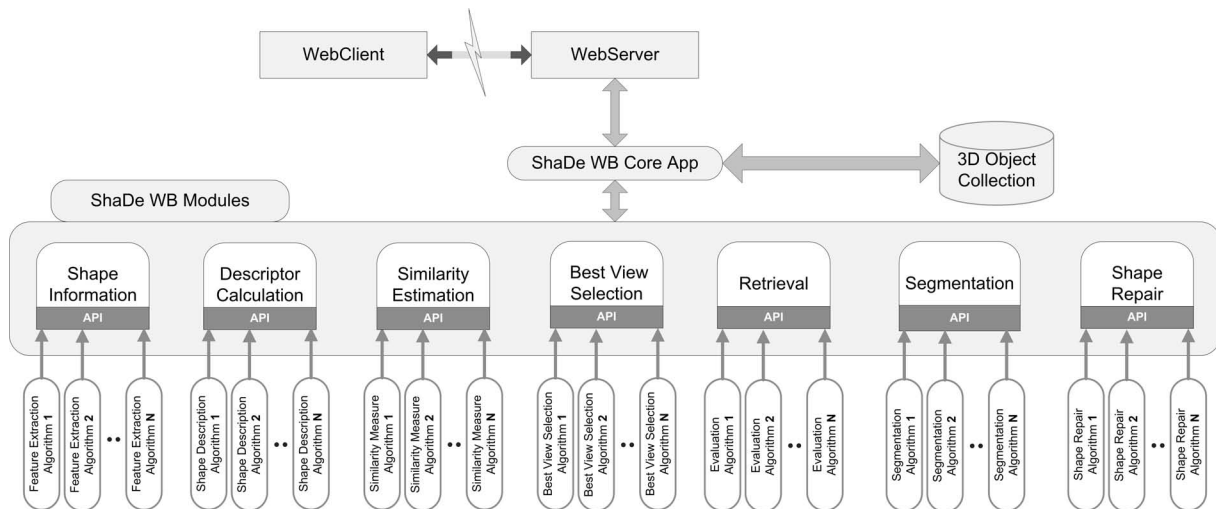 WebClient
WebServer
ShaDe WB Core App
3D Object
Collection
ShaDe WB Modules
Shape
Information
API
Descriptor
Calculation
API
Similarity
Estimation
API
Best View
Selection
API
Retrieval
API
Segmentation
API
Shape
Repair
API
Feature Extraction
Algorithm 1
Feature Extraction
Algorithm 2
Feature Extraction
Algorithm N
Shape Description
Algorithm 1
Shape Description
Algorithm 2
Shape Description
Algorithm N
Similarity Measure
Algorithm 1
Similarity Measure
Algorithm 2
Similarity Measure
Algorithm N
Best View Selection
Algorithm 1
Best View Selection
Algorithm 2
Best View Selection
Algorithm N
Evaluation
Algorithm 1
Evaluation
Algorithm 2
Evaluation
Algorithm N
Segmentation
Algorithm 1
Segmentation
Algorithm 2
Segmentation
Algorithm N
Shape Repair
Algorithm 1
Shape Repair
Algorithm 2
Shape Repair
Algorithm N